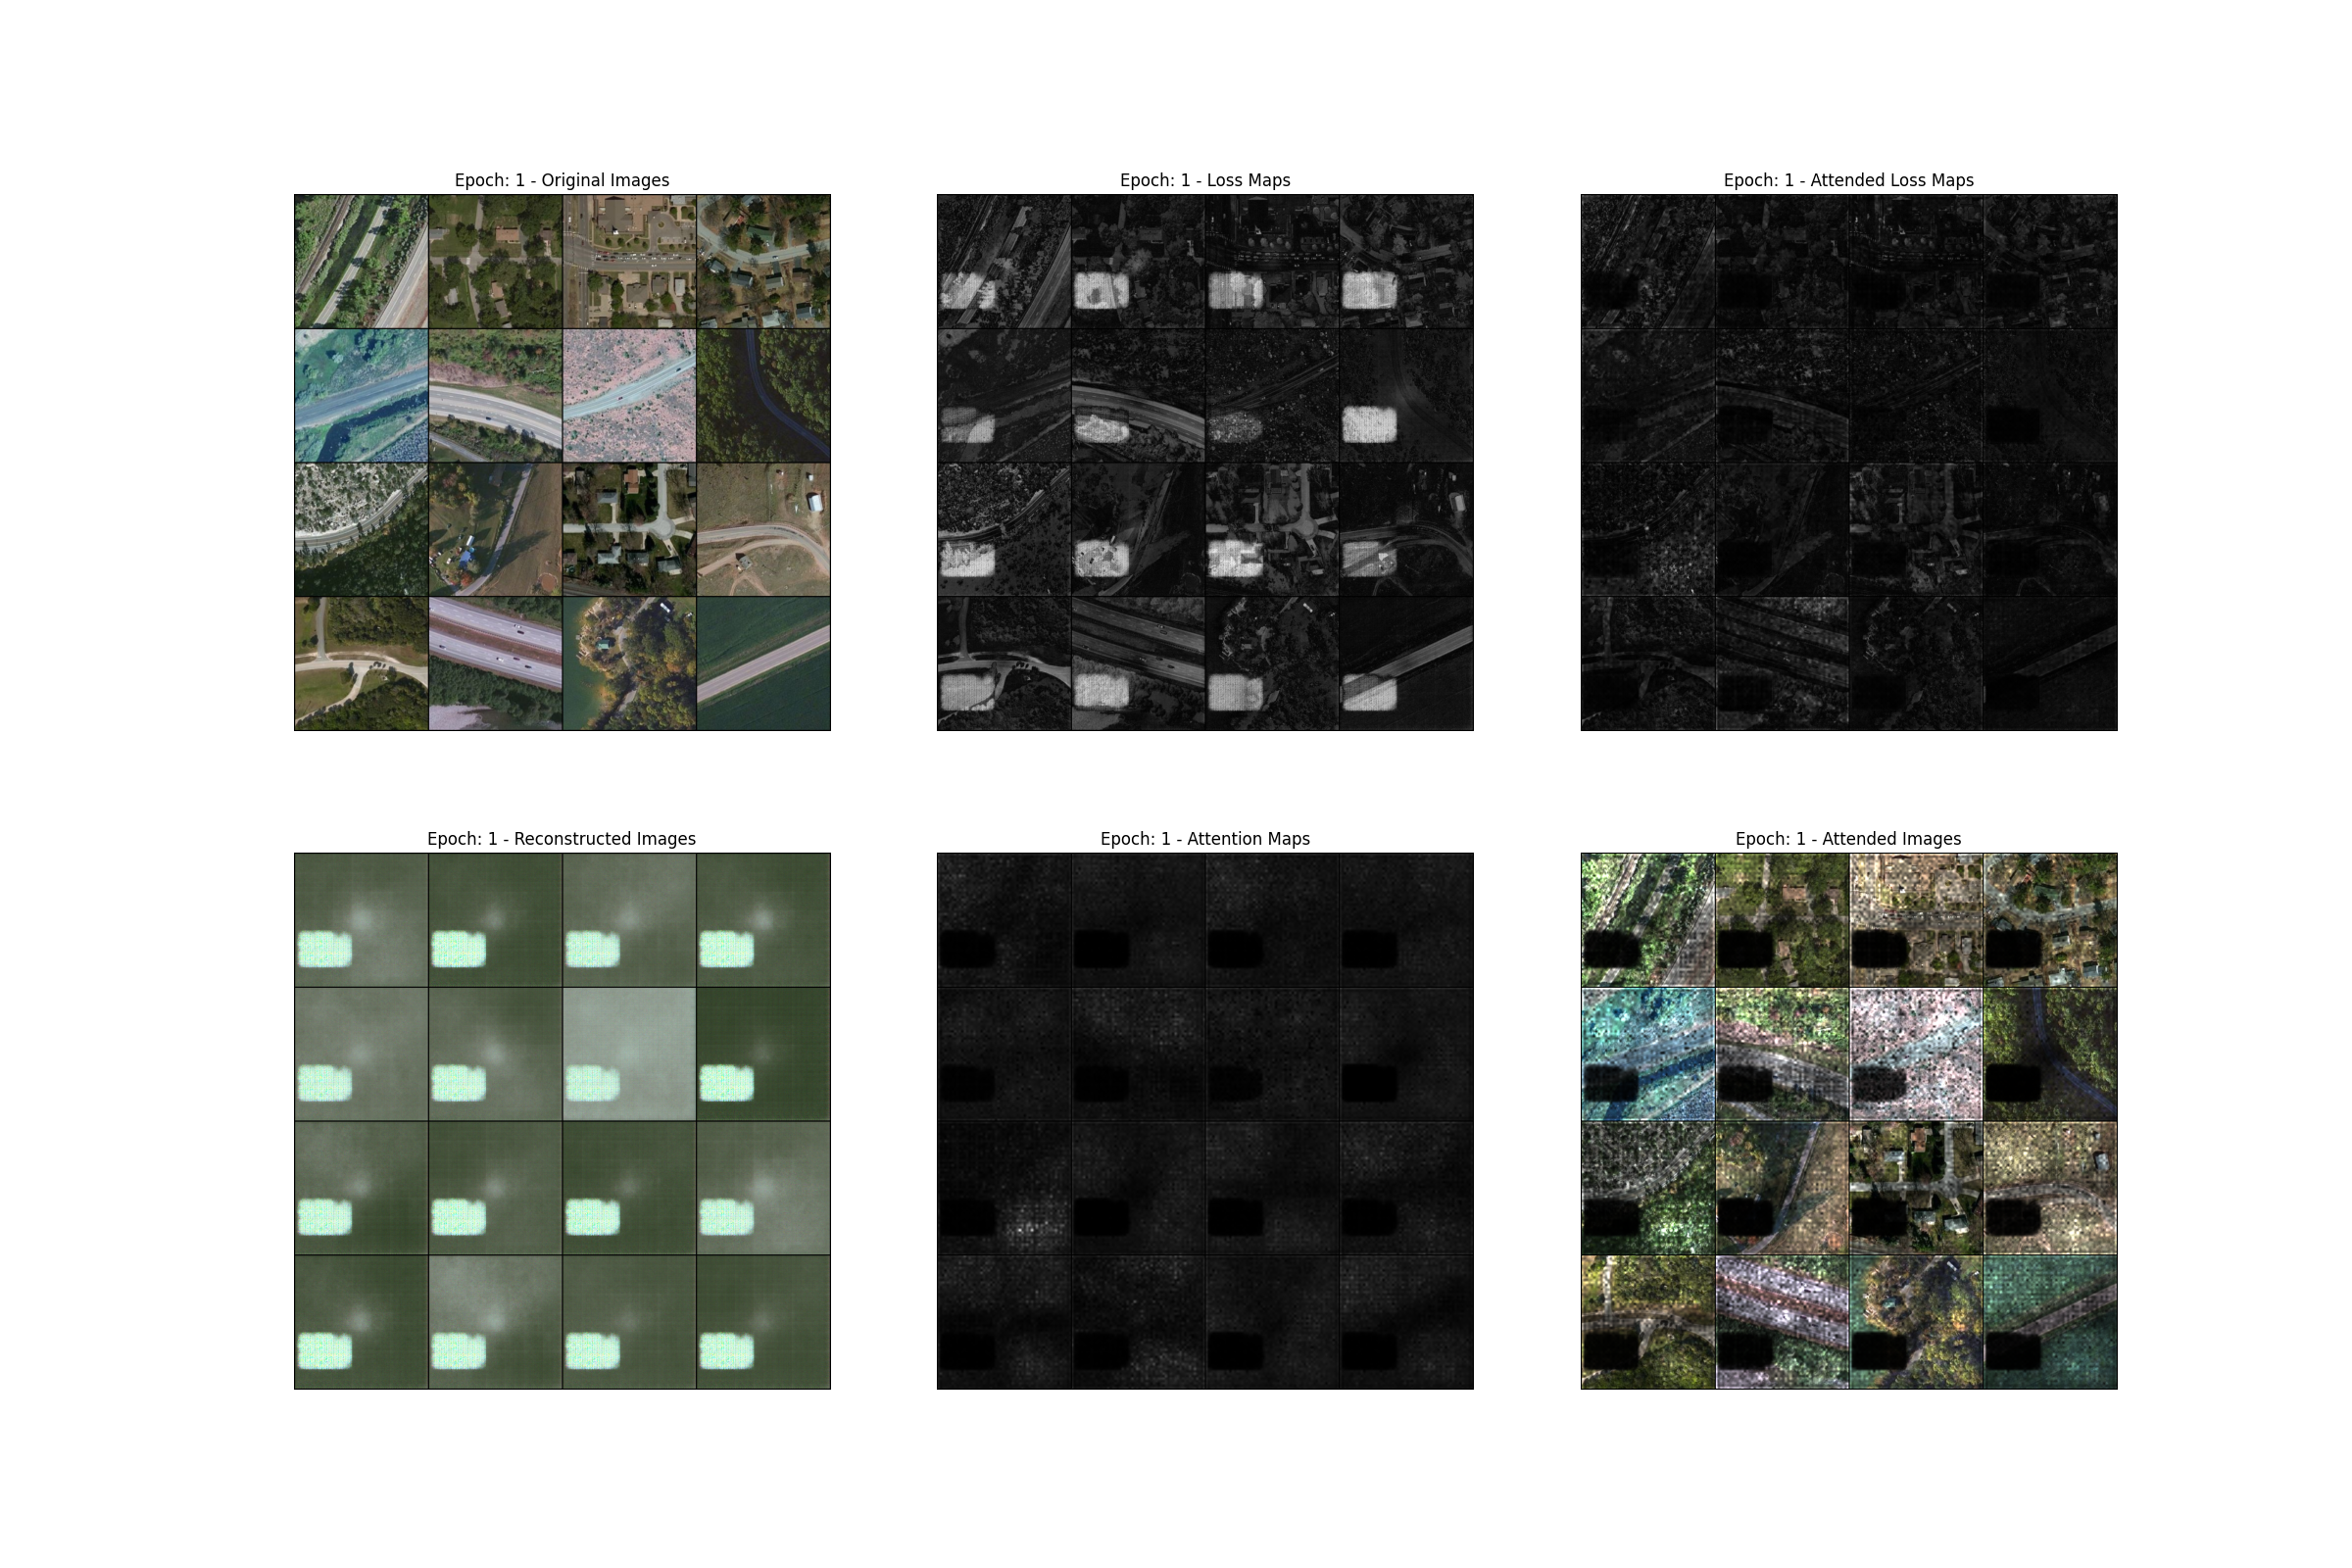 Epoch: 1 - Original Images
Epoch: 1 - Loss Maps
Epoch: 1 - Attended Loss Maps
Epoch: 1 - Reconstructed Images
Epoch: 1 - Attention Maps
Epoch: 1 - Attended Images